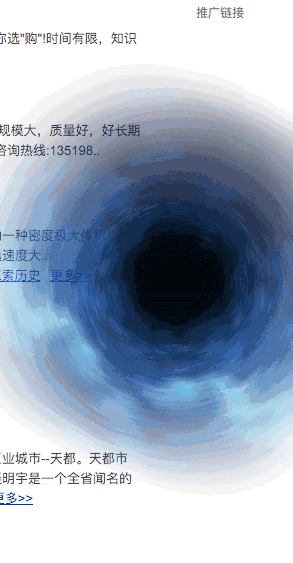 推广链接
你选"购"!时间有限，知识
规模大，质量好，好长期
咨询热线:135198..
一种密度极大体积
速度大..
索历史 更多>>
业城市--天都。天都市
明宇是一个全省闻名的
更多>>